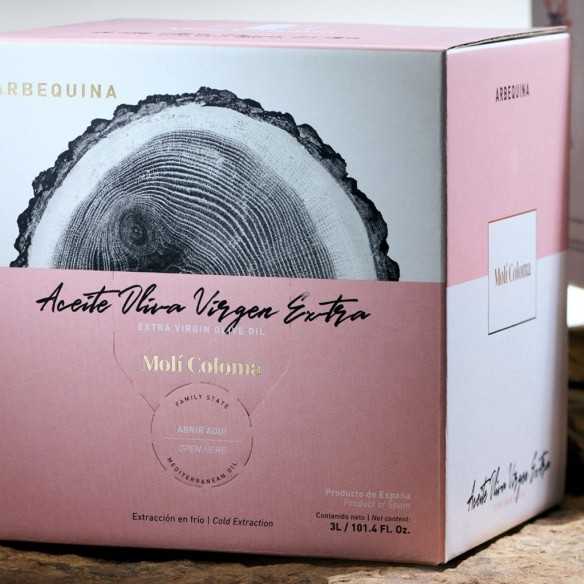 ARBEQUINA
Aceite Oliva Virgen Extra
EXTRA VIRGIN OLIVE OIL
Molí Coloma
FAMILY STATE
ABRIR AQUÍ
OPEN HERE
MEDITERRANEAN OIL
Producto de España
Product of Spain
Extracción en frío | Cold Extraction
Contenido neto | Net content:
3L / 101.4 FL. Oz.
ARBEQUINA
Molí Coloma
Aceite Oliva Virgen Extra